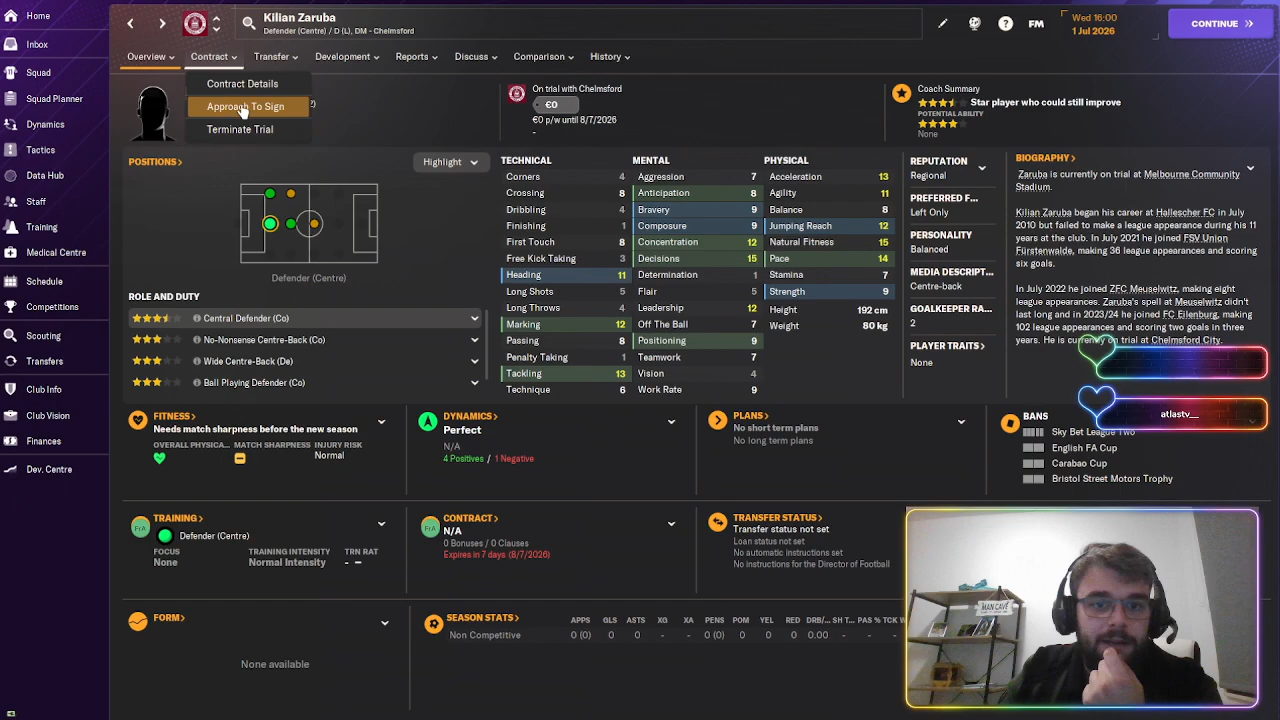 Home
Inbox
Squad
Squad Planner
Dynamics
Tactics
Data Hub
Staff
Training
Medical Centre
Schedule
Competitions
Scouting
Transfers
Club Info
Club Vision
Finances
Dev. Centre
Kilian Zaruba
Defender (Centre) / D (L), DM - Chelmsford
FM
Wed 16:00
1 Jul 2026
CONTINUE
Overview
Contract
Transfer
Development
Reports
Discuss
Comparison
History
Contract Details
Approach To Sign
Terminate Trial
On trial with Chelmsford
€0
€0 p/w until 8/7/2026
-
Coach Summary
Star player who could still improve
POTENTIAL ABILITY
None
POSITIONS
Highlight
Defender (Centre)
ROLE AND DUTY
Central Defender (Co)
No-Nonsense Centre-Back (Co)
Wide Centre-Back (De)
Ball Playing Defender (Co)
TECHNICAL
Corners 4
Crossing 8
Dribbling 4
Finishing 1
First Touch 8
Free Kick Taking 3
Heading 11
Long Shots 5
Long Throws 4
Marking 12
Passing 8
Penalty Taking 1
Tackling 13
Technique 6
MENTAL
Aggression 7
Anticipation 8
Bravery 9
Composure 9
Concentration 12
Decisions 15
Determination 1
Flair 5
Leadership 12
Off The Ball 7
Positioning 9
Teamwork 7
Vision 4
Work Rate 9
PHYSICAL
Acceleration 13
Agility 11
Balance 8
Jumping Reach 12
Natural Fitness 15
Pace 14
Stamina 7
Strength 9
Height 192 cm
Weight 80 kg
REPUTATION
Regional
PREFERRED F...
Left Only
PERSONALITY
Balanced
MEDIA DESCRIPT...
Centre-back
GOALKEEPER RA...
2
PLAYER TRAITS
None
BIOGRAPHY
Zaruba is currently on trial at Melbourne Community
Stadium.
Kilian Zaruba began his career at Hallescher FC in July
2010 but failed to make a league appearance during his 11
years at the club. In July 2021 he joined FSV Union
Fürstenwalde, making 36 league appearances and scoring
six goals.
In July 2022 he joined ZFC Meuselwitz, making eight
league appearances. Zaruba's spell at Meuselwitz didn't
last long and in 2023/24 he joined FC Eilenburg, making
102 league appearances and scoring two goals in three
years. He is currently on trial at Chelmsford City.
atlastv__
FITNESS
Needs match sharpness before the new season
OVERALL PHYSICA... MATCH SHARPNESS INJURY RISK
Normal
DYNAMICS
Perfect
N/A
4 Positives / 1 Negative
PLANS
No short term plans
No long term plans
BANS
Sky Bet League Two
English FA Cup
Carabao Cup
Bristol Street Motors Trophy
TRAINING
FrA
Defender (Centre)
FOCUS TRAINING INTENSITY TRN RAT
None Normal Intensity - -
CONTRACT
FrA
N/A
0 Bonuses / 0 Clauses
Expires in 7 days (8/7/2026)
TRANSFER STATUS
Transfer status not set
Loan status not set
No automatic instructions set
No instructions for the Director of Football
FORM
None available
SEASON STATS
APPS GLS ASTS XG XA PENS POM YEL RED DRB/... SH T... PAS % TCK W
Non Competitive 0 (0) 0 0 - - 0 (0) 0 0 0 0.00 - - - -
MAN CAVE